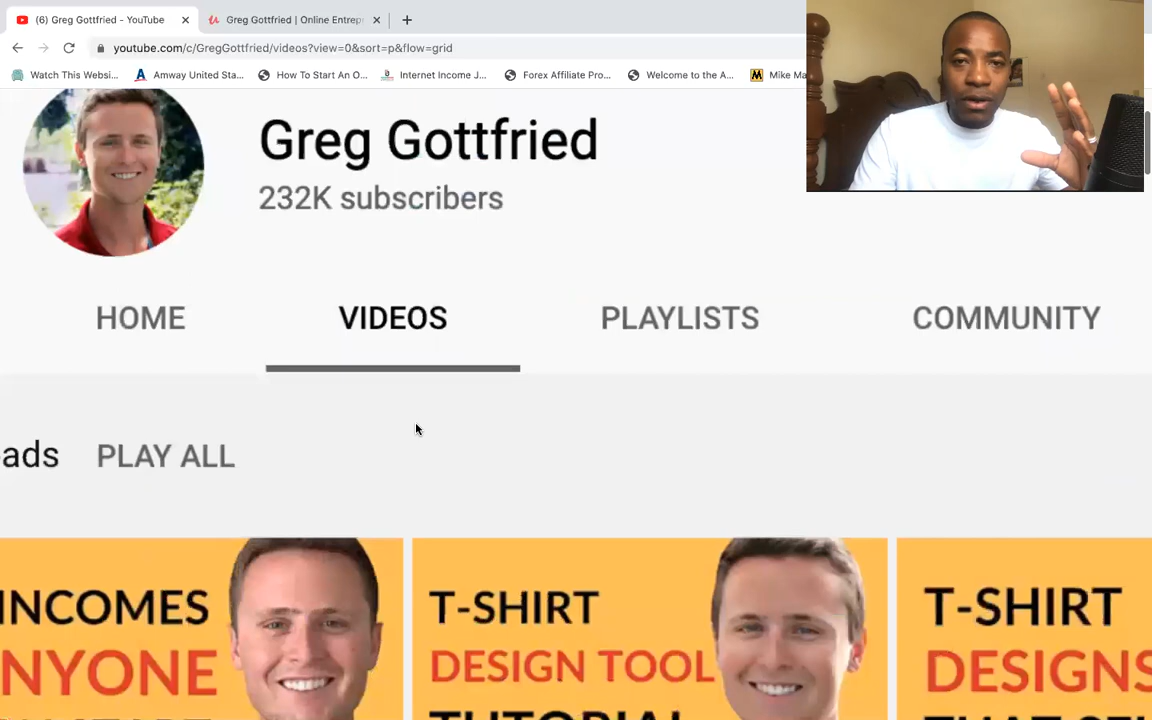 (6) Greg Gottfried - YouTube
Greg Gottfried | Online Entrep
youtube.com/c/GregGottfried/videos?view=0&sort=p&flow=grid
Watch This Websi...
Amway United Sta...
How To Start An O...
Internet Income J...
Forex Affiliate Pro...
Welcome to the A...
Mike Ma
Greg Gottfried
232K subscribers
HOME
VIDEOS
PLAYLISTS
COMMUNITY
ads
PLAY ALL
INCOMES
NYONE
T-SHIRT
DESIGN TOOL
TUTORIAL
T-SHIRT
DESIGNS